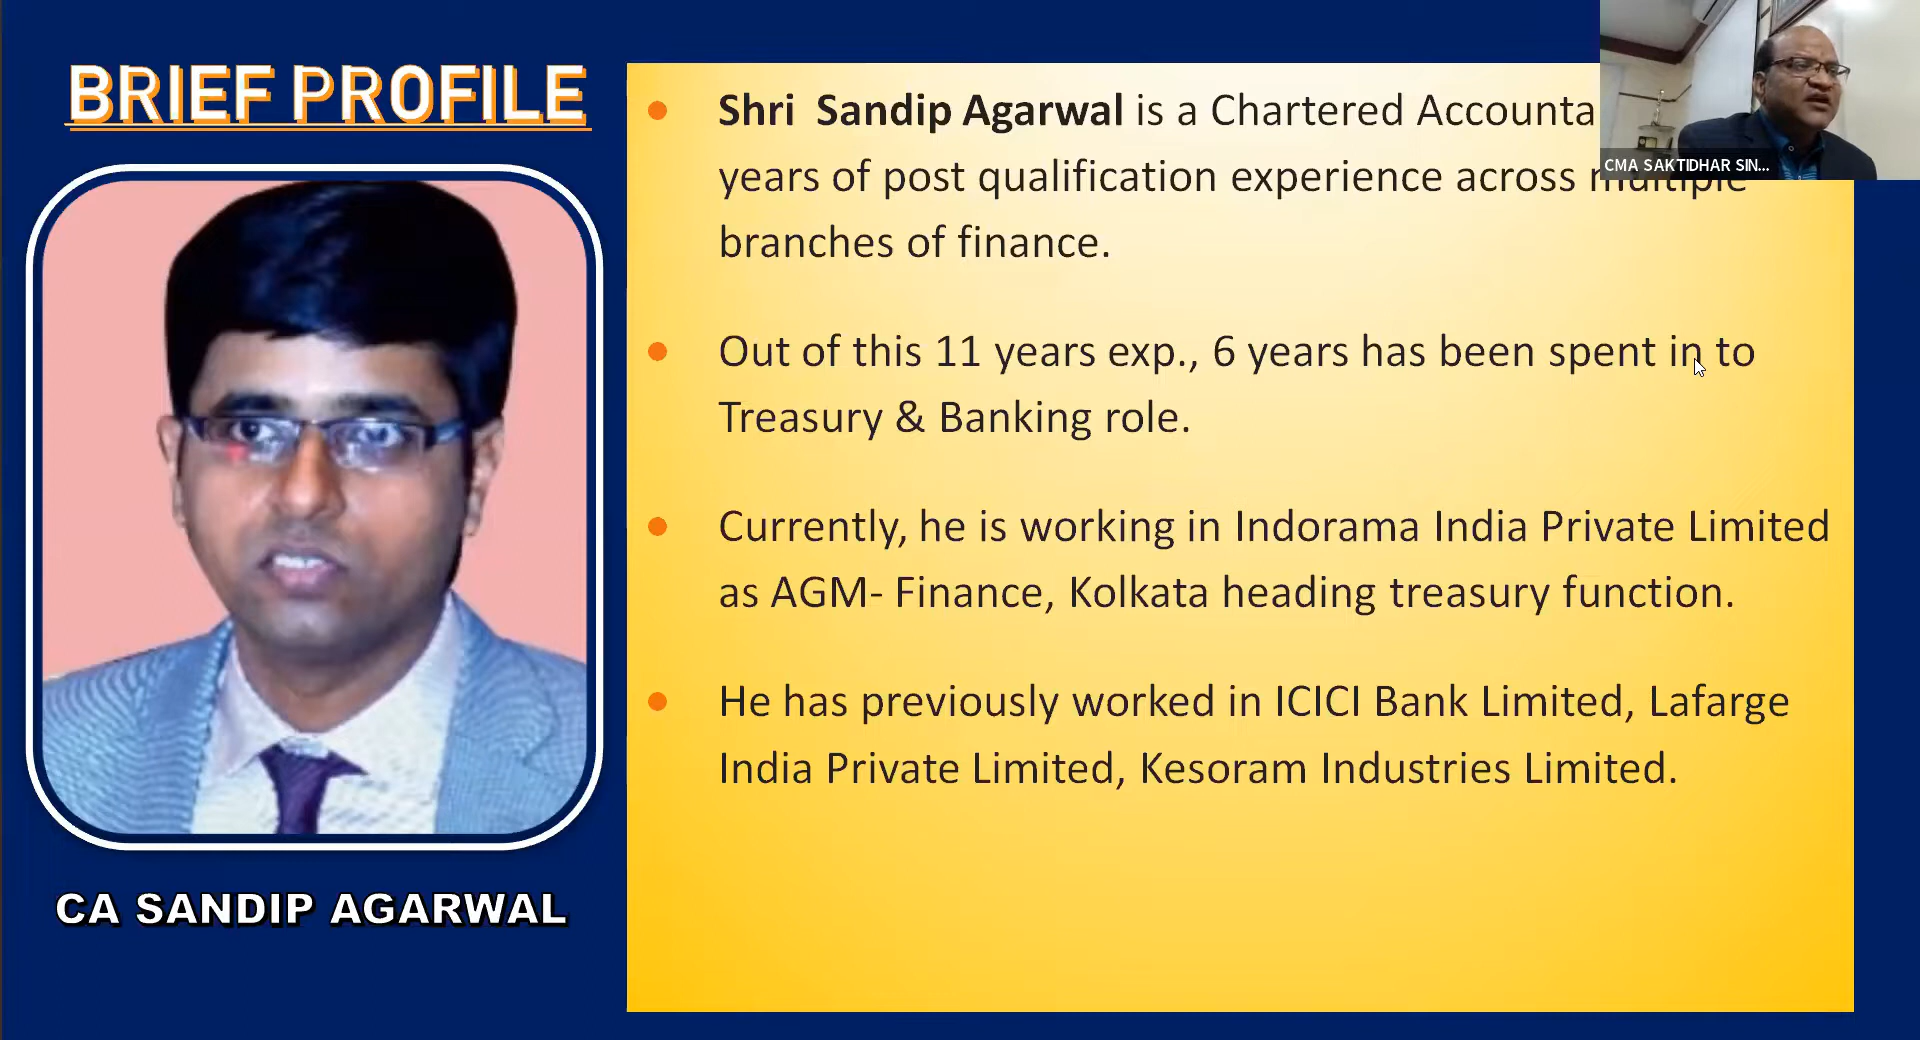 BRIEF PROFILE
CA SANDIP AGARWAL
Shri Sandip Agarwal is a Chartered
years of post qualification experience across multiple
branches of finance.
Out of this 11 years exp., 6 years has been spent in to
Treasury & Banking role.
Currently, he is working in Indorama India Private Limited
as AGM- Finance, Kolkata heading treasury function.
He has previously worked in ICICI Bank Limited, Lafarge
India Private Limited, Kesoram Industries Limited.
CMA SAKTIDHAR SIN...